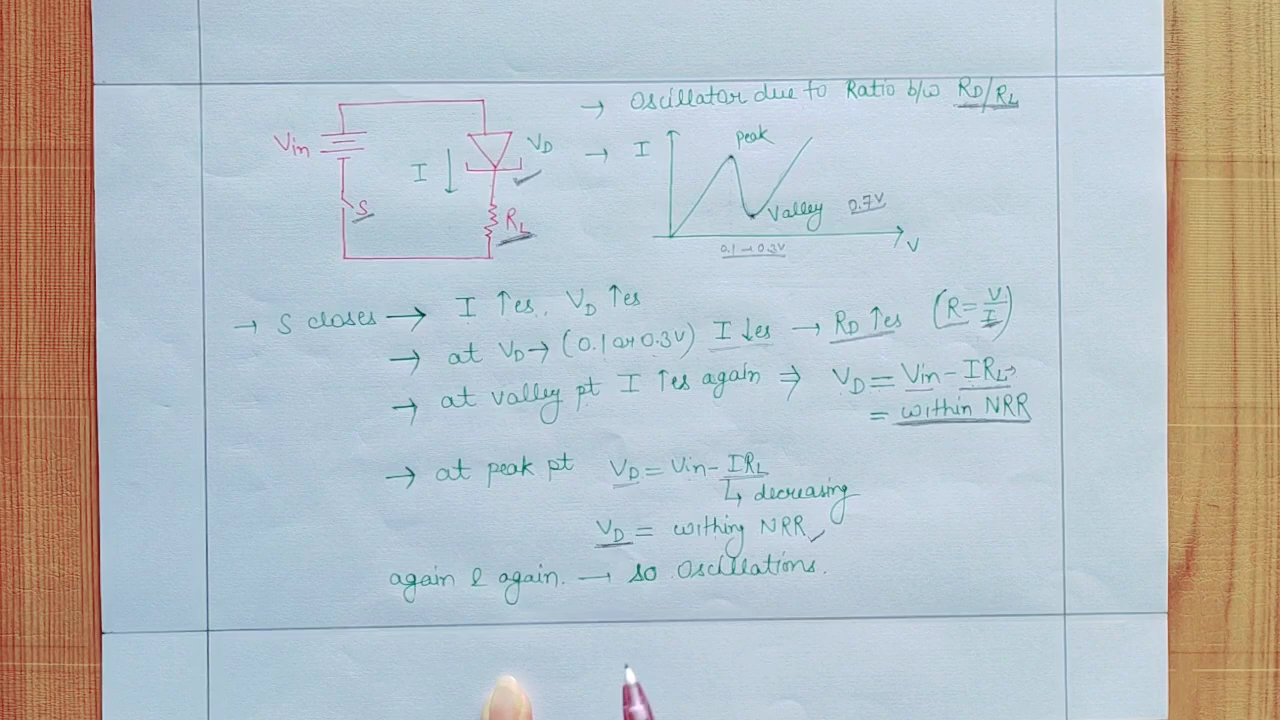 → Oscillator due to Ratio b/w RD/RL
Vin
S
I ↓
VD
RL
→ I
peak
Valley 0.7V
0.1 → 0.3V
V
→ S closes → I ↑es, VD ↑es
→ at VD → (0.1 or 0.3V) I ↓es → RD ↑es (R = V/I)
→ at valley pt I ↑es again ⇒ VD = Vin - IRL
= within NRR
→ at peak pt VD = Vin - IRL
↳ decreasing
VD = withing NRR
again & again. → so Oscillations.